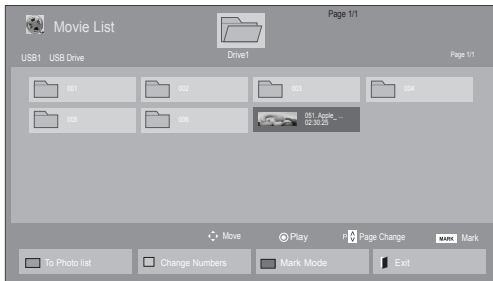 Page 1/1
Movie List
USB1 USB Drive
Drive1
Page 1/1
001 002 003 004
005 006 051. Apple_ ...
02:30:25
Move Play P Page Change MARK Mark
To Photo list Change Numbers Mark Mode Exit